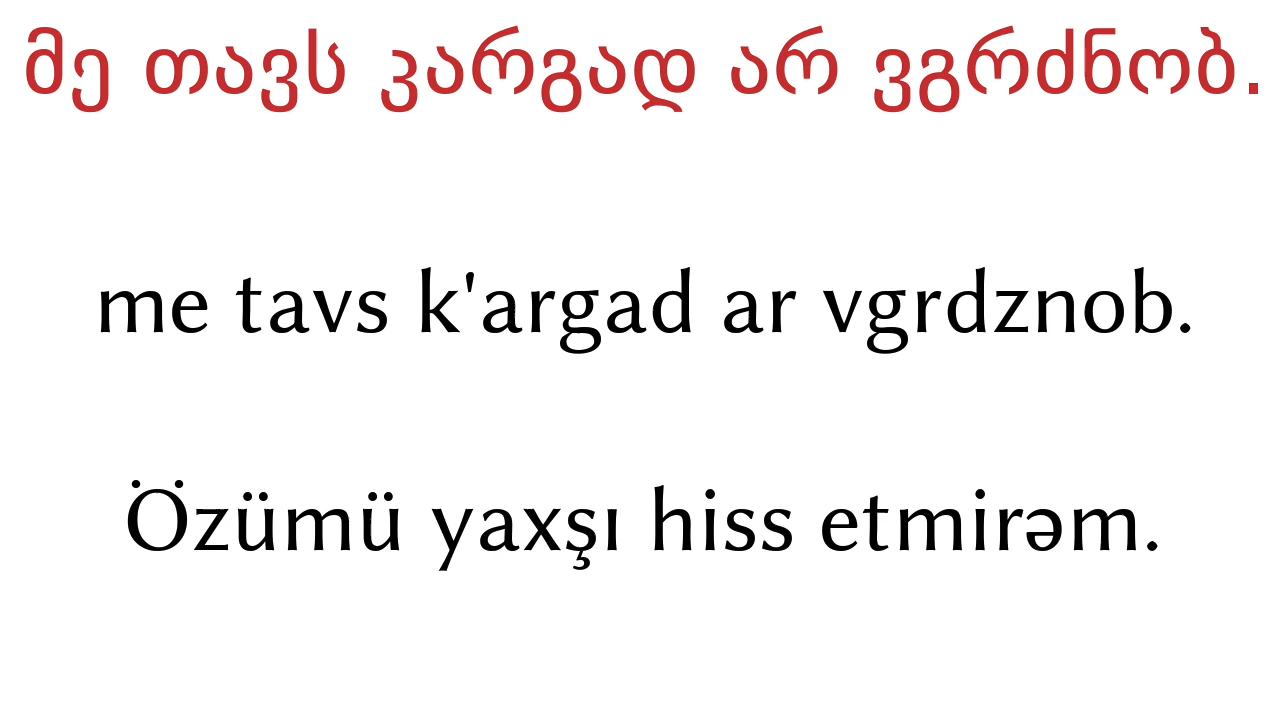 მე თავს კარგად არ ვგრძნობ.
me tavs k'argad ar vgrdznob.
Özümü yaxşı hiss etmirəm.